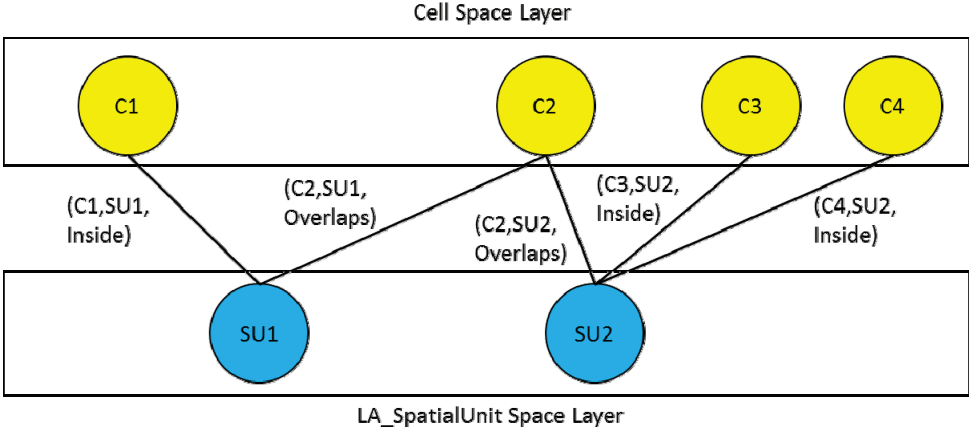 Cell Space Layer
C1
C2
C3
C4
(C1,SU1,
Inside)
(C2,SU1,
Overlaps)
(C2,SU2,
Overlaps)
(C3,SU2,
Inside)
(C4,SU2,
Inside)
SU1
SU2
LA_SpatialUnit Space Layer